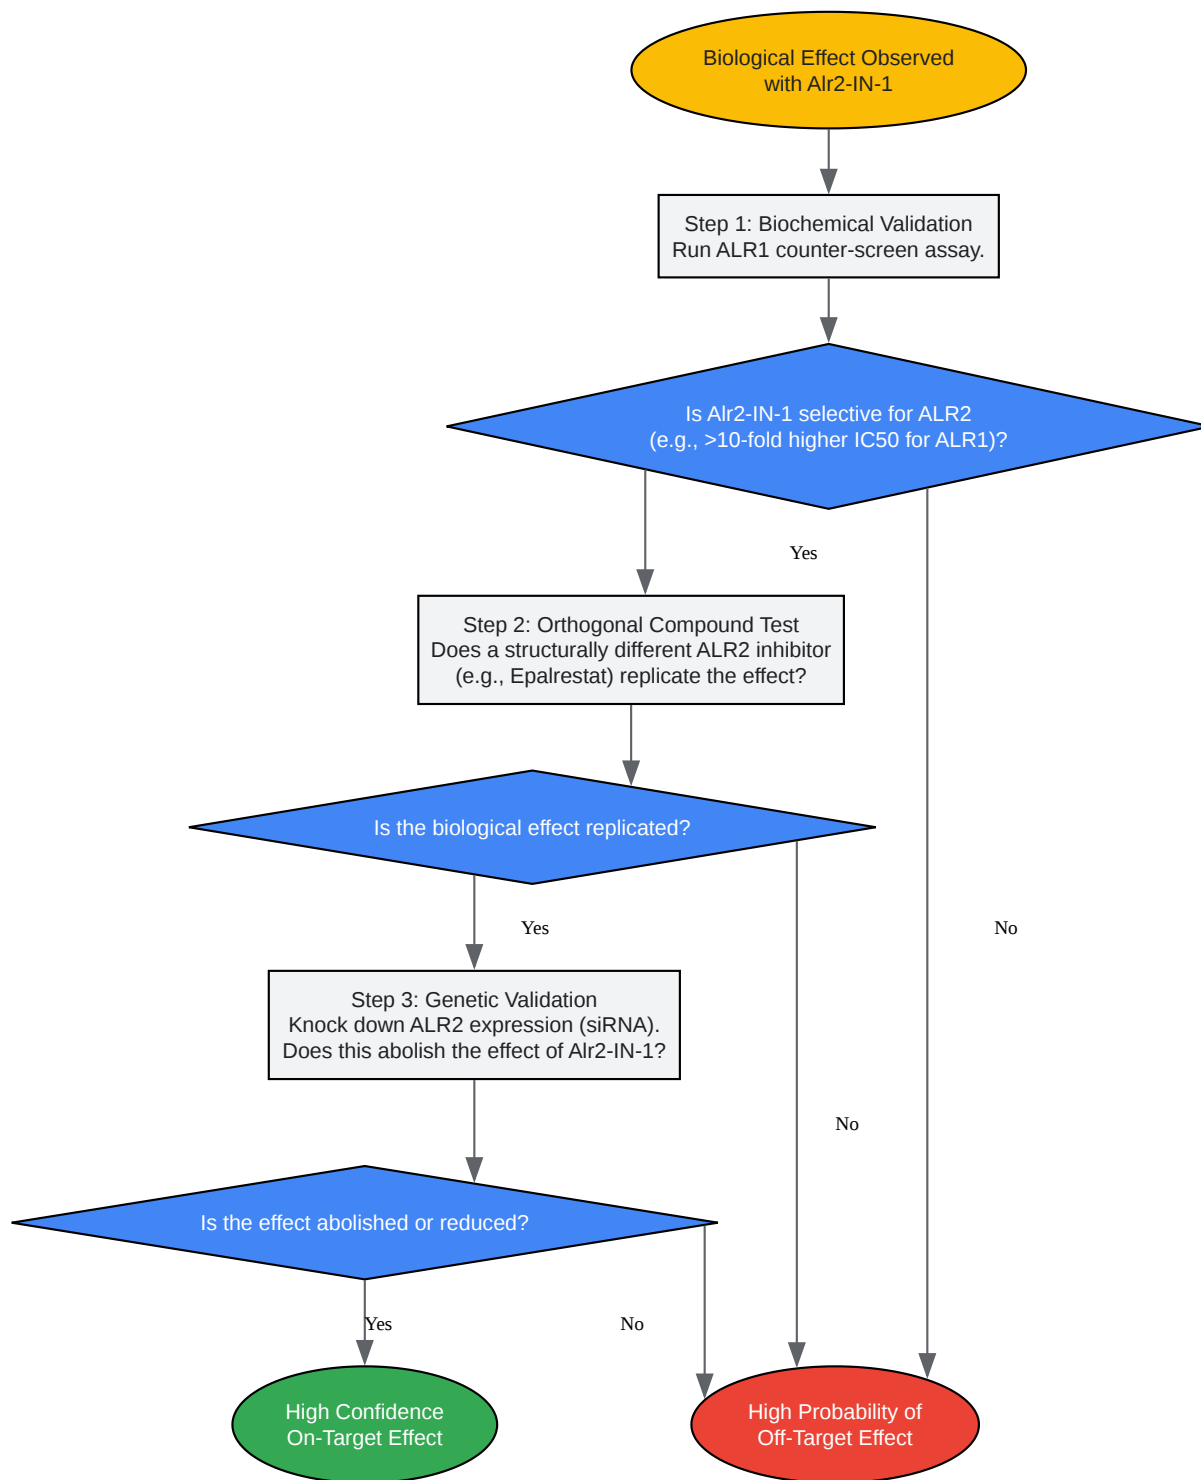 Biological Effect Observed
with Alr2-IN-1
Step 1: Biochemical Validation
Run ALR1 counter-screen assay.
Is Alr2-IN-1 selective for ALR2
(e.g., >10-fold higher IC50 for ALR1)?
Yes
Step 2: Orthogonal Compound Test
Does a structurally different ALR2 inhibitor
(e.g., Epalrestat) replicate the effect?
Is the biological effect replicated?
Yes
No
Step 3: Genetic Validation
Knock down ALR2 expression (siRNA).
Does this abolish the effect of Alr2-IN-1?
No
Is the effect abolished or reduced?
Yes
No
High Confidence
On-Target Effect
High Probability of
Off-Target Effect